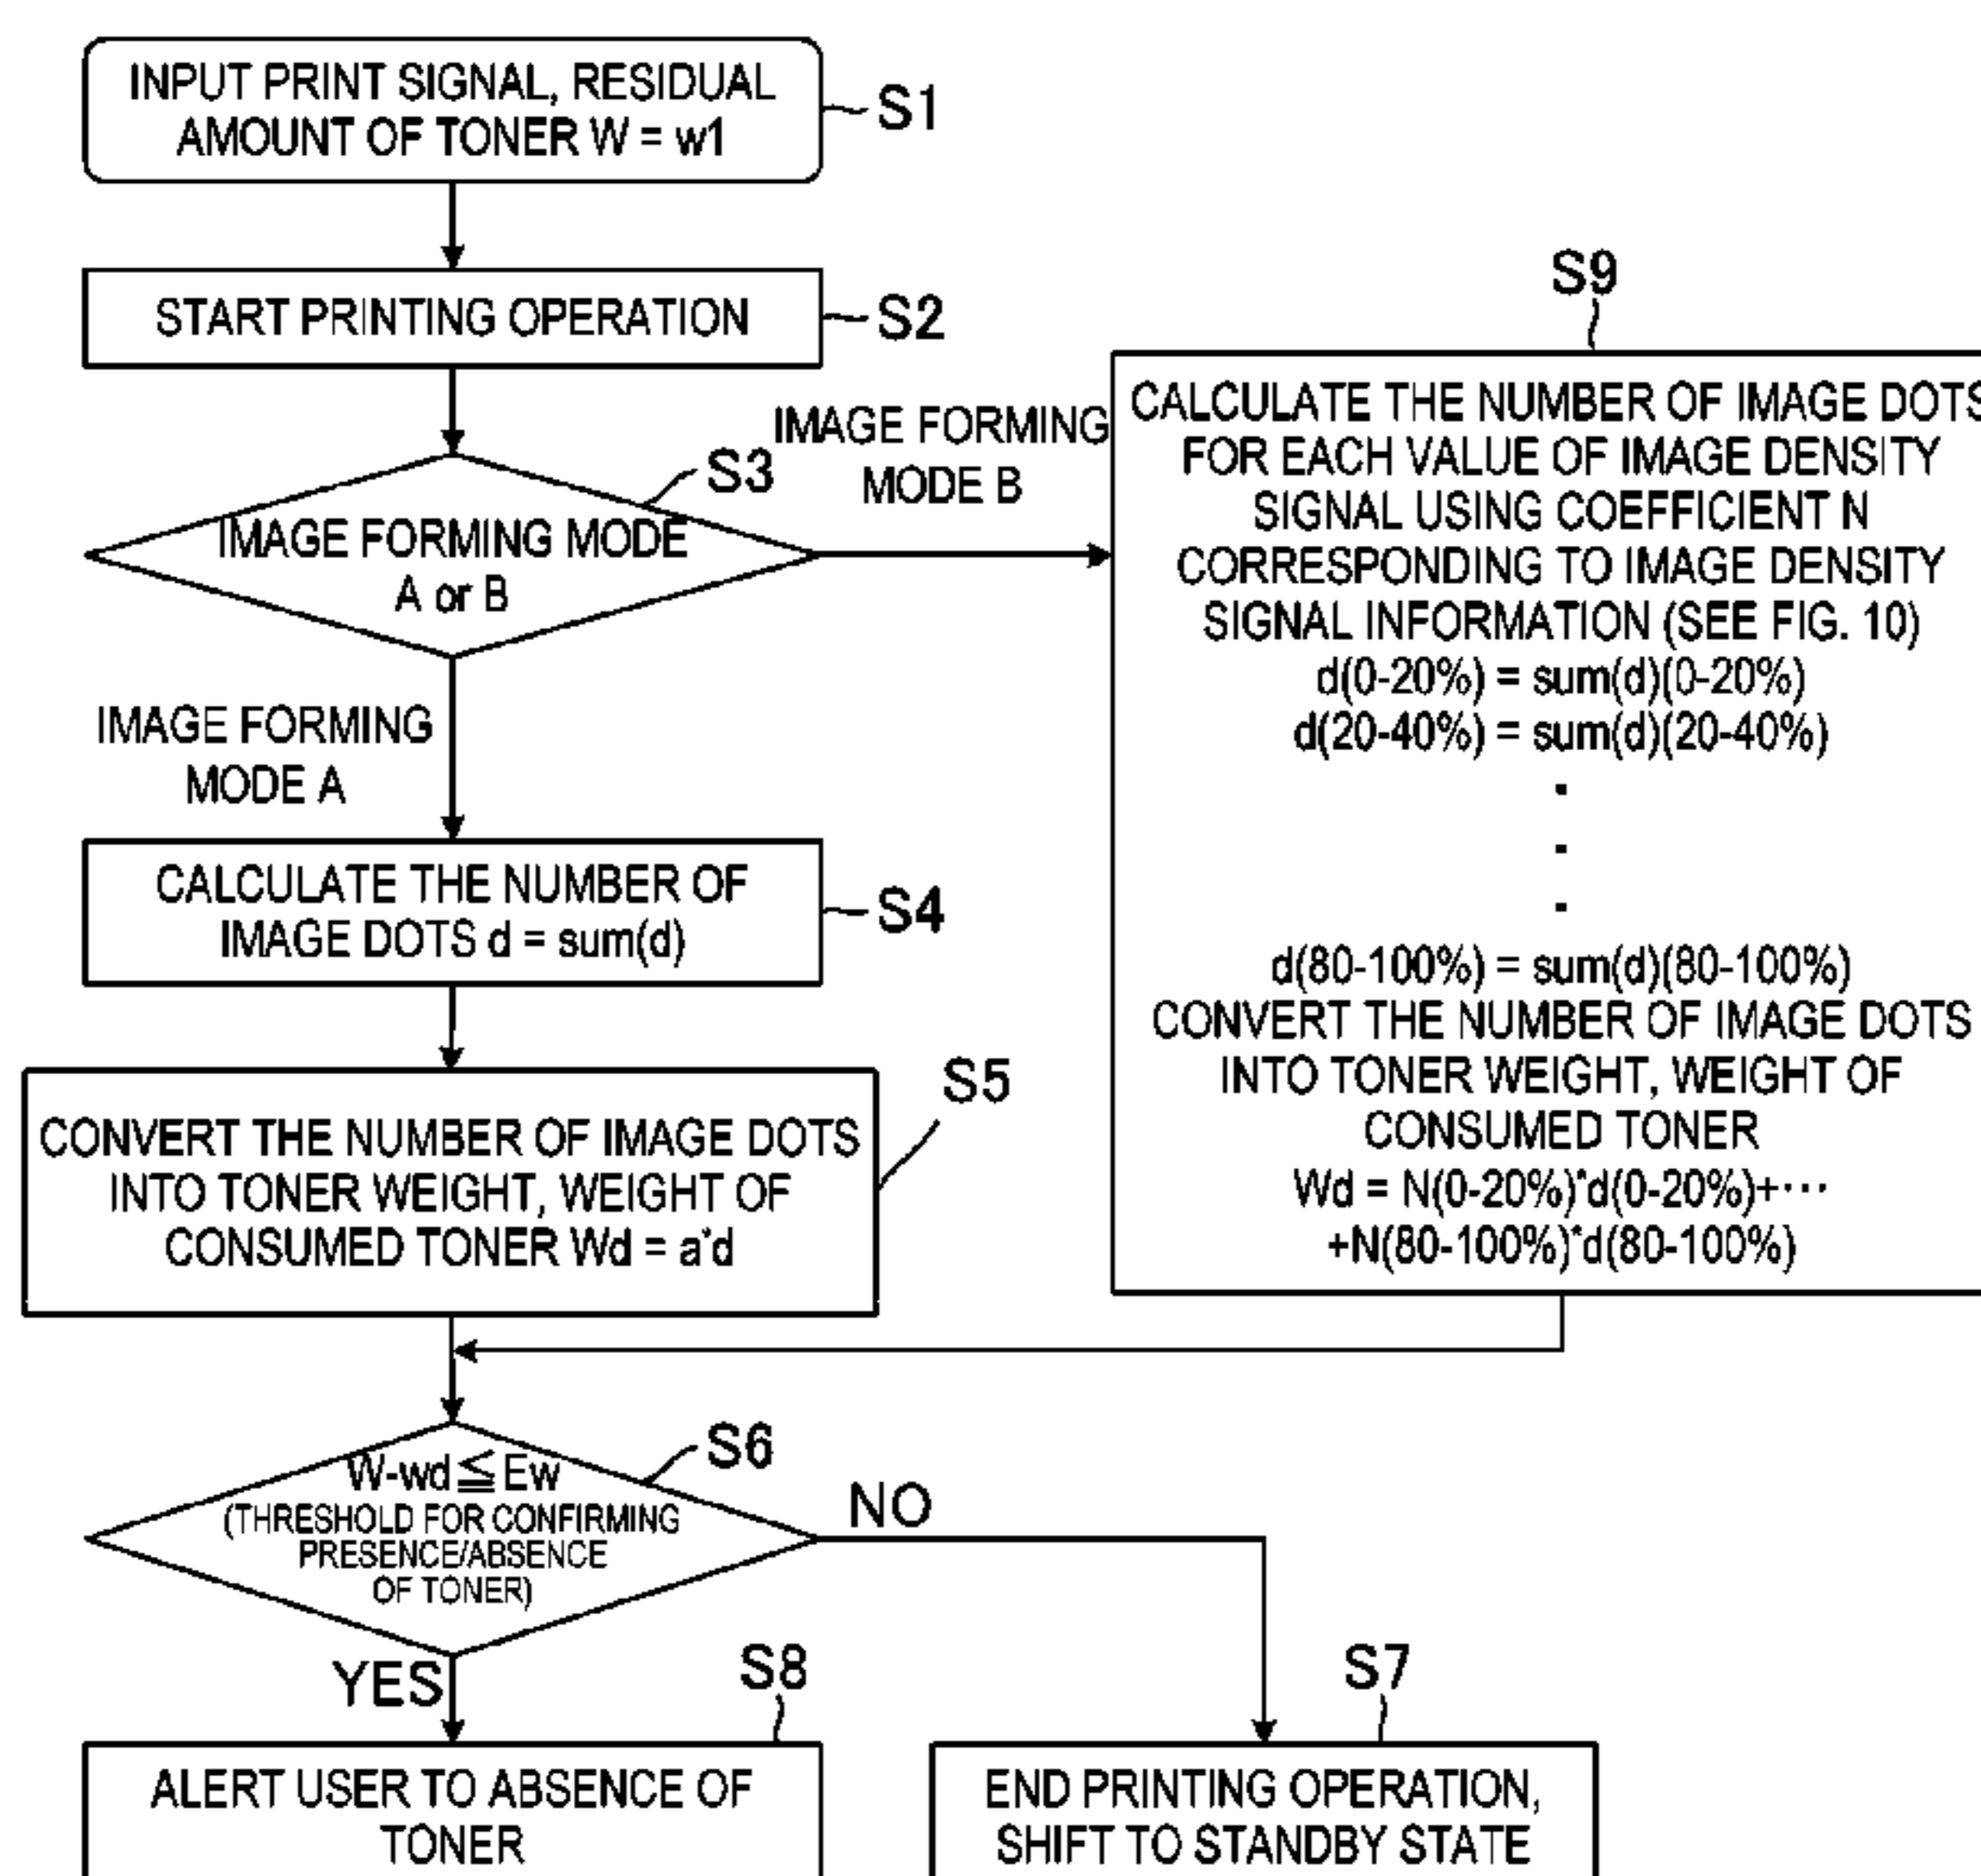 INPUT PRINT SIGNAL, RESIDUAL
AMOUNT OF TONER W = w1
S1
START PRINTING OPERATION
S2
S3
IMAGE FORMING MODE
A or B
IMAGE FORMING
MODE B
IMAGE FORMING
MODE A
CALCULATE THE NUMBER OF
IMAGE DOTS d = sum(d)
S4
CONVERT THE NUMBER OF IMAGE DOTS
INTO TONER WEIGHT, WEIGHT OF
CONSUMED TONER Wd = a*d
S5
S9
CALCULATE THE NUMBER OF IMAGE DOTS
FOR EACH VALUE OF IMAGE DENSITY
SIGNAL USING COEFFICIENT N
CORRESPONDING TO IMAGE DENSITY
SIGNAL INFORMATION (SEE FIG. 10)
d(0-20%) = sum(d)(0-20%)
d(20-40%) = sum(d)(20-40%)
.
.
.
d(80-100%) = sum(d)(80-100%)
CONVERT THE NUMBER OF IMAGE DOTS
INTO TONER WEIGHT, WEIGHT OF
CONSUMED TONER
Wd = N(0-20%)*d(0-20%)+···
+N(80-100%)*d(80-100%)
S6
W-wd≦Ew
(THRESHOLD FOR CONFIRMING
PRESENCE/ABSENCE
OF TONER)
NO
YES
S8
ALERT USER TO ABSENCE OF
TONER
S7
END PRINTING OPERATION,
SHIFT TO STANDBY STATE